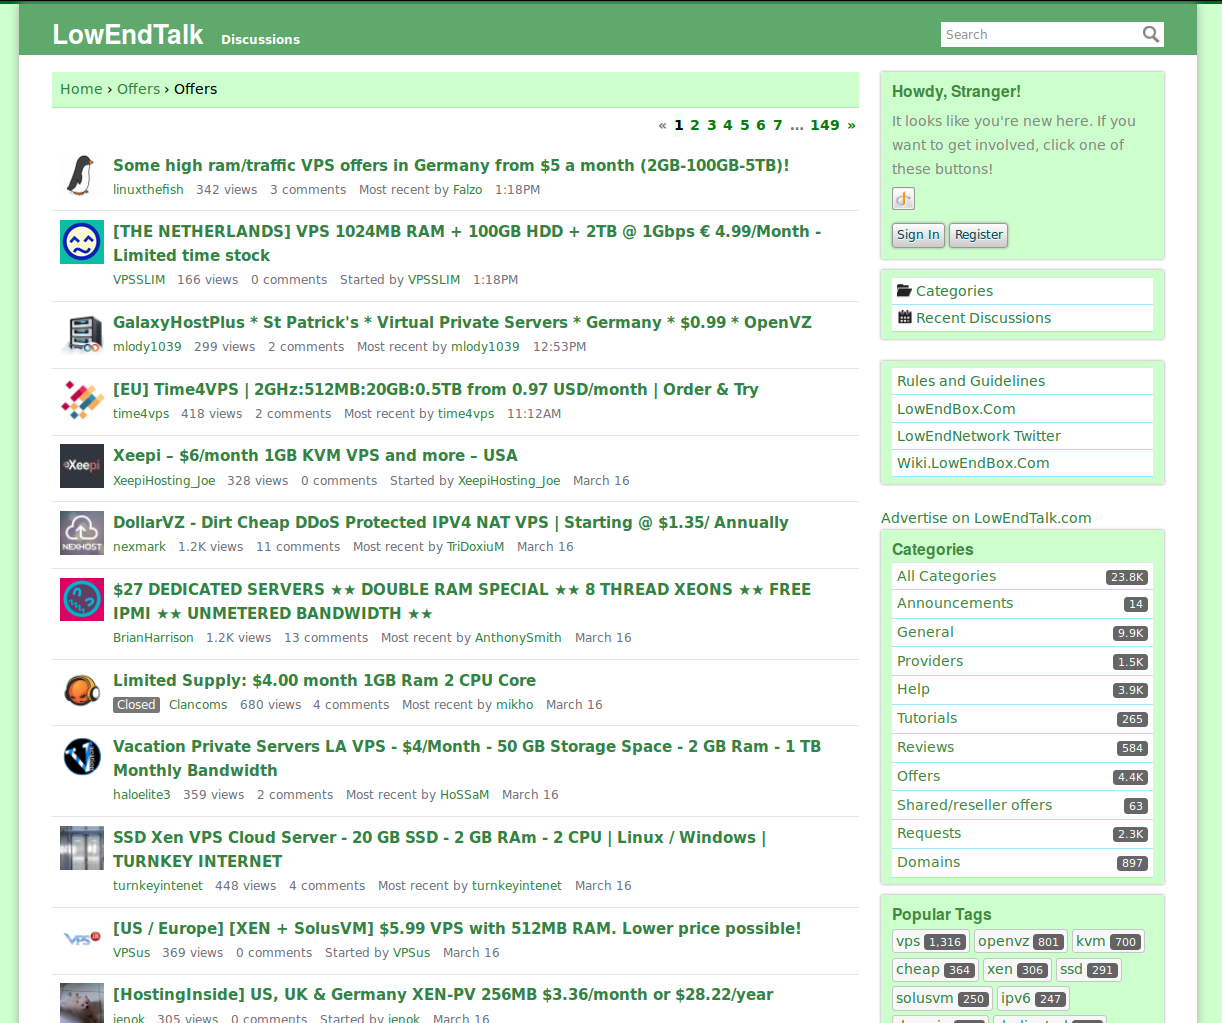 LowEndTalk Discussions
Search
Home › Offers › Offers
« 1 2 3 4 5 6 7 … 149 »
Some high ram/traffic VPS offers in Germany from $5 a month (2GB-100GB-5TB)!
linuxthefish 342 views 3 comments Most recent by Falzo 1:18PM
[THE NETHERLANDS] VPS 1024MB RAM + 100GB HDD + 2TB @ 1Gbps € 4.99/Month -
Limited time stock
VPSSLIM 166 views 0 comments Started by VPSSLIM 1:18PM
GalaxyHostPlus * St Patrick's * Virtual Private Servers * Germany * $0.99 * OpenVZ
mlody1039 299 views 2 comments Most recent by mlody1039 12:53PM
[EU] Time4VPS | 2GHz:512MB:20GB:0.5TB from 0.97 USD/month | Order & Try
time4vps 418 views 2 comments Most recent by time4vps 11:12AM
Xeepi
Xeepi – $6/month 1GB KVM VPS and more – USA
XeepiHosting_Joe 328 views 0 comments Started by XeepiHosting_Joe March 16
NEXHOST
DollarVZ - Dirt Cheap DDoS Protected IPV4 NAT VPS | Starting @ $1.35/ Annually
nexmark 1.2K views 11 comments Most recent by TriDoxiuM March 16
$27 DEDICATED SERVERS ★★ DOUBLE RAM SPECIAL ★★ 8 THREAD XEONS ★★ FREE
IPMI ★★ UNMETERED BANDWIDTH ★★
BrianHarrison 1.2K views 13 comments Most recent by AnthonySmith March 16
Limited Supply: $4.00 month 1GB Ram 2 CPU Core
Closed Clancoms 680 views 4 comments Most recent by mikho March 16
Vacation Private Servers LA VPS - $4/Month - 50 GB Storage Space - 2 GB Ram - 1 TB
Monthly Bandwidth
haloelite3 359 views 2 comments Most recent by HoSSaM March 16
SSD Xen VPS Cloud Server - 20 GB SSD - 2 GB RAm - 2 CPU | Linux / Windows |
TURNKEY INTERNET
turnkeyintenet 448 views 4 comments Most recent by turnkeyintenet March 16
VPS
[US / Europe] [XEN + SolusVM] $5.99 VPS with 512MB RAM. Lower price possible!
VPSus 369 views 0 comments Started by VPSus March 16
[HostingInside] US, UK & Germany XEN-PV 256MB $3.36/month or $28.22/year
jenok 305 views 0 comments Started by jenok March 16
Howdy, Stranger!
It looks like you're new here. If you
want to get involved, click one of
these buttons!
Sign In Register
Categories
Recent Discussions
Rules and Guidelines
LowEndBox.Com
LowEndNetwork Twitter
Wiki.LowEndBox.Com
Advertise on LowEndTalk.com
Categories
All Categories 23.8K
Announcements 14
General 9.9K
Providers 1.5K
Help 3.9K
Tutorials 265
Reviews 584
Offers 4.4K
Shared/reseller offers 63
Requests 2.3K
Domains 897
Popular Tags
vps 1,316 openvz 801 kvm 700
cheap 364 xen 306 ssd 291
solusvm 250 ipv6 247